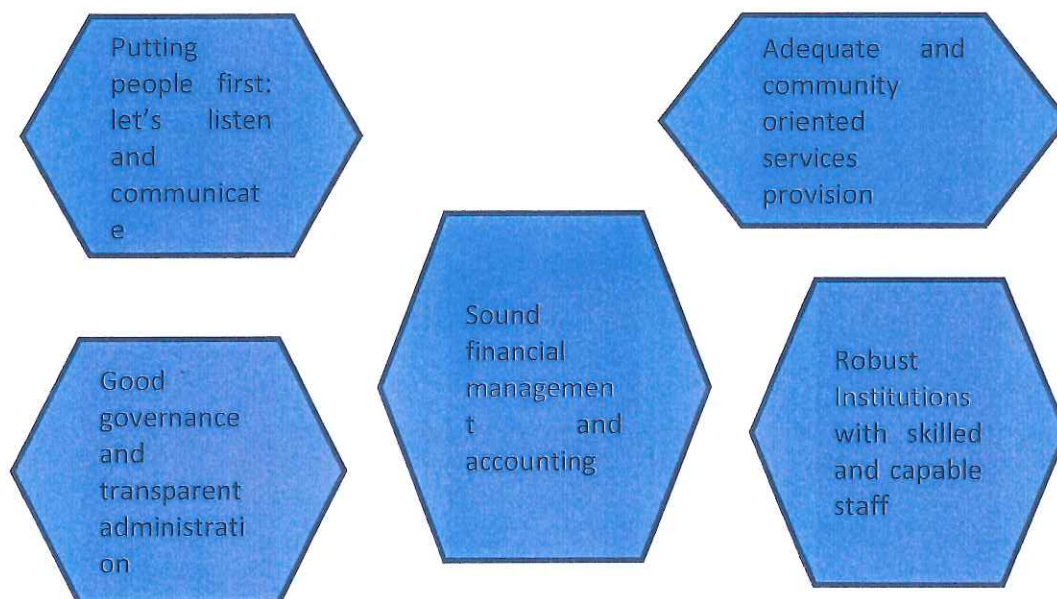 Putting
people first:
let's listen
and
communicat
e
Adequate and
community
oriented
services
provision
Sound
financial
managemen
t and
accounting
Good
governance
and
transparent
administrati
on
Robust
Institutions
with skilled
and capable
staff